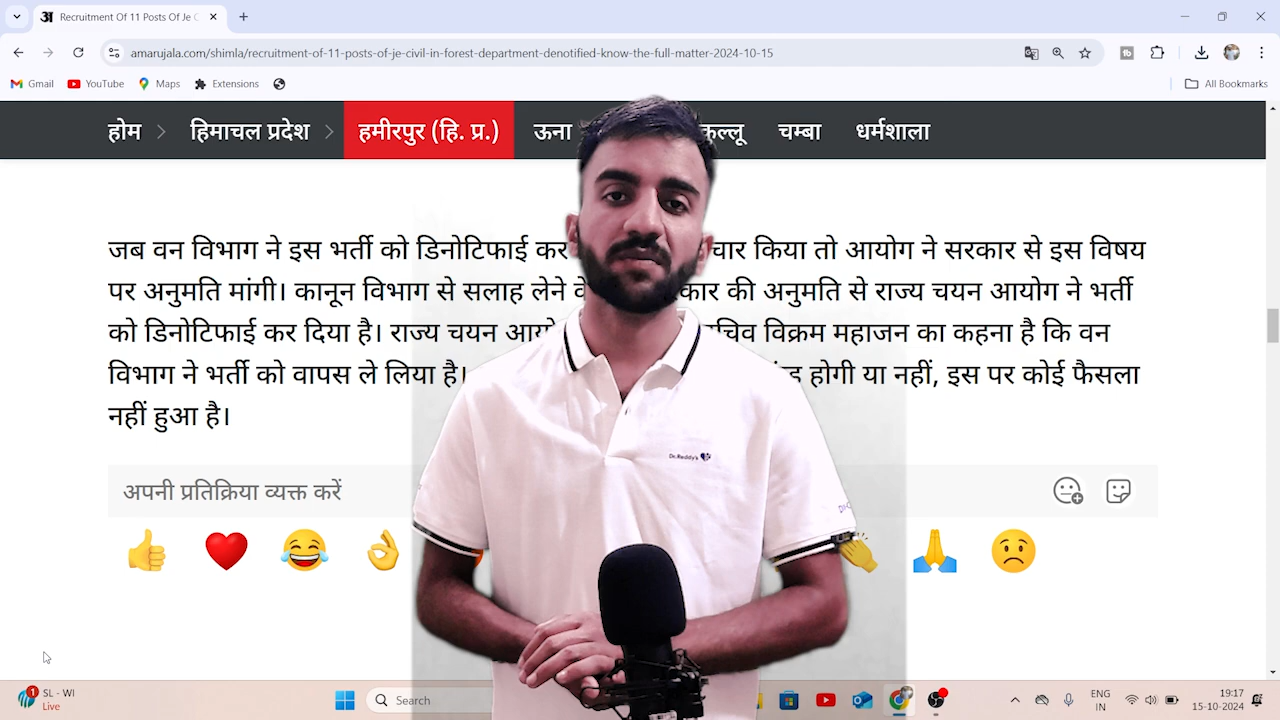 Recruitment Of 11 Posts Of Je C
amarujala.com/shimla/recruitment-of-11-posts-of-je-civil-in-forest-department-denotified-know-the-full-matter-2024-10-15
Gmail YouTube Maps Extensions All Bookmarks
होम हिमाचल प्रदेश हमीरपुर (हि. प्र.) ऊना चम्बा धर्मशाला
जब वन विभाग ने इस भर्ती को डिनोटिफाई कर किया तो आयोग ने सरकार से इस विषय
पर अनुमति मांगी। कानून विभाग से सलाह लेने की अनुमति से राज्य चयन आयोग ने भर्ती
को डिनोटिफाई कर दिया है। राज्य चयन विक्रम महाजन का कहना है कि वन
विभाग ने भर्ती को वापस ले लिया है। होगी या नहीं, इस पर कोई फैसला
नहीं हुआ है।
Dr.Reddy's
अपनी प्रतिक्रिया व्यक्त करें
1 SL - WI
Live
Search
ENG
IN
19:17
15-10-2024